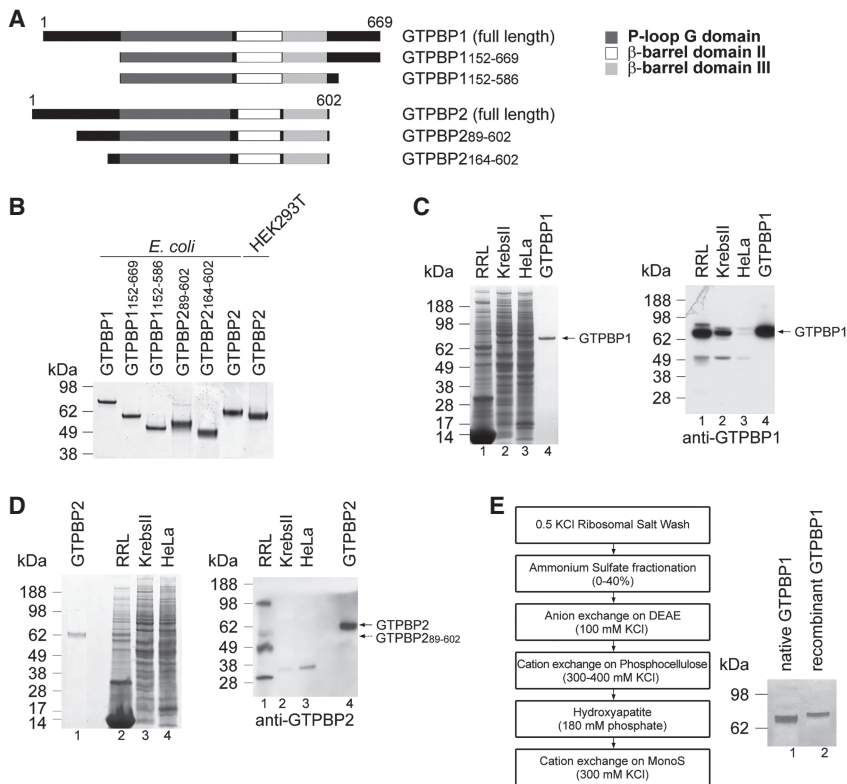 A
1
669
GTPBP1 (full length)
GTPBP1152-669
GTPBP1152-586
P-loop G domain
β-barrel domain II
β-barrel domain III
1
602
GTPBP2 (full length)
GTPBP289-602
GTPBP2164-602
B
E. coli
HEK293T
GTPBP1
GTPBP1152-669
GTPBP1152-586
GTPBP289-602
GTPBP2164-602
GTPBP2
GTPBP2
kDa
98
62
49
38
C
kDa
RRL
KrebsII
HeLa
GTPBP1
188
98
62
49
38
28
17
14
GTPBP1
1 2 3 4
kDa
RRL
KrebsII
HeLa
GTPBP1
188
98
62
49
38
28
GTPBP1
1 2 3 4
anti-GTPBP1
D
kDa
GTPBP2
RRL
KrebsII
HeLa
188
98
62
49
38
28
17
14
1 2 3 4
kDa
RRL
KrebsII
HeLa
GTPBP2
188
98
62
49
38
28
GTPBP2
GTPBP289-602
1 2 3 4
anti-GTPBP2
E
0.5 KCl Ribosomal Salt Wash
Ammonium Sulfate fractionation
(0-40%)
Anion exchange on DEAE
(100 mM KCl)
Cation exchange on Phosphocellulose
(300-400 mM KCl)
Hydroxyapatite
(180 mM phosphate)
Cation exchange on MonoS
(300 mM KCl)
kDa
native GTPBP1
recombinant GTPBP1
98
62
1 2